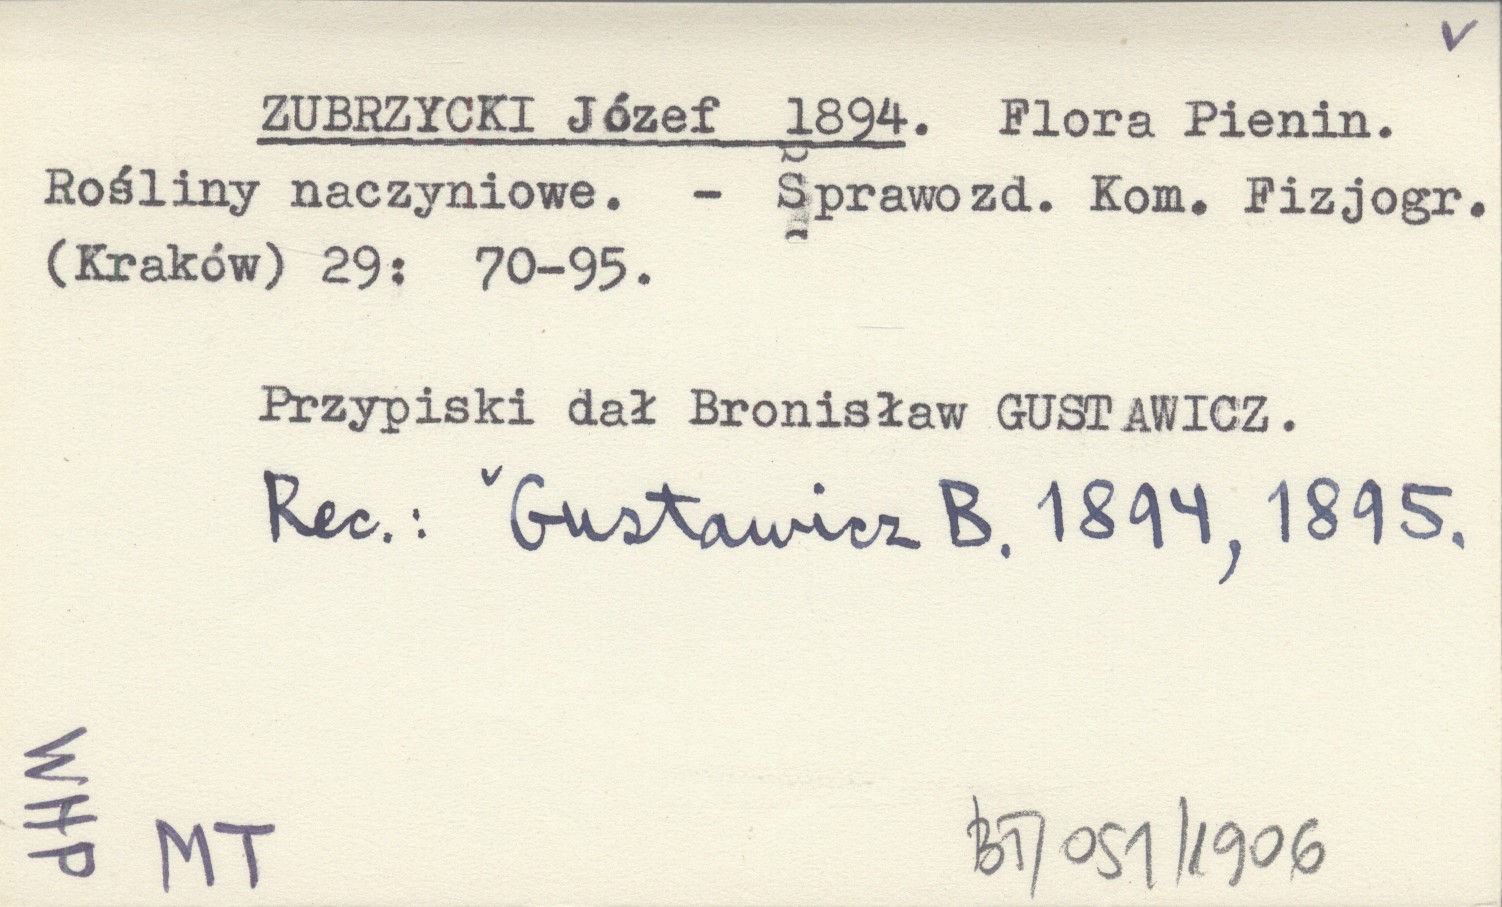 v
ZUBRZYCKI Józef 1894. Flora Pienin.
Rośliny naczyniowe. - Sprawozd. Kom. Fizjogr.
(Kraków) 29: 70-95.
Przypiski dał Bronisław GUSTAWICZ.
Rec.: ˇGustawicz B. 1894, 1895.
WHP
MT
BT/051/1906